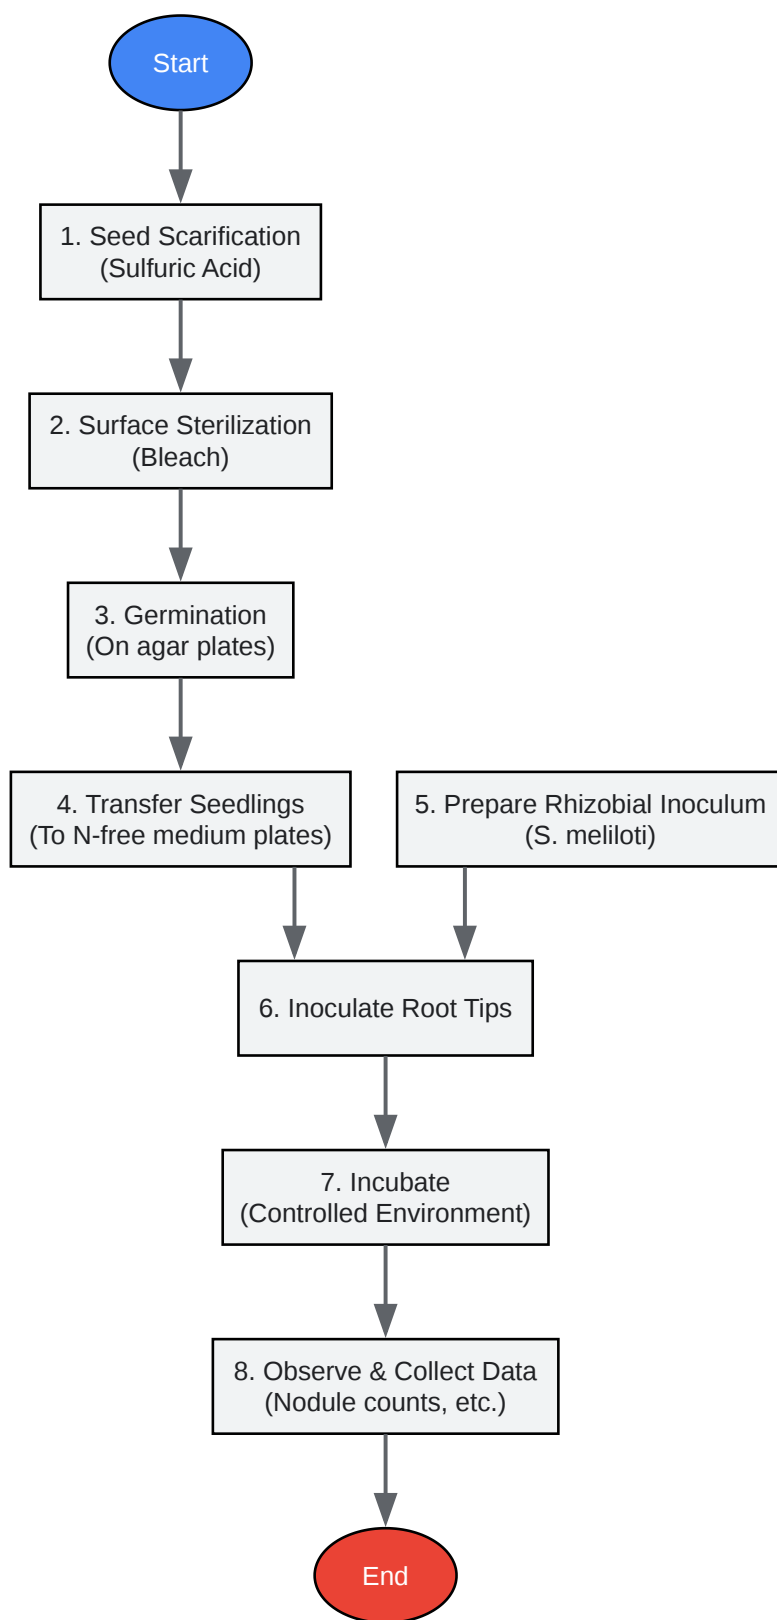 Start
1. Seed Scarification
(Sulfuric Acid)
2. Surface Sterilization
(Bleach)
3. Germination
(On agar plates)
4. Transfer Seedlings
(To N-free medium plates)
5. Prepare Rhizobial Inoculum
(S. meliloti)
6. Inoculate Root Tips
7. Incubate
(Controlled Environment)
8. Observe & Collect Data
(Nodule counts, etc.)
End